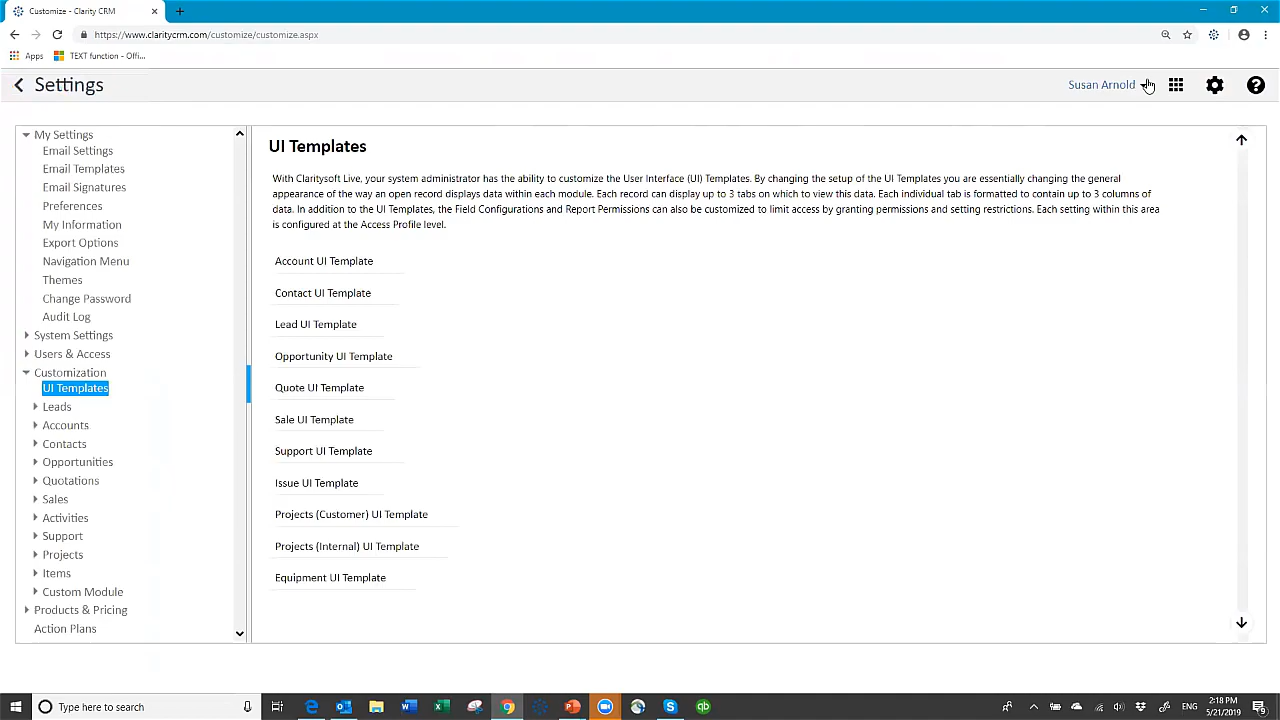 Customize - Clarity CRM
https://www.claritycrm.com/customize/customize.aspx
Apps
TEXT function - Offi...
Settings
Susan Arnold
My Settings
Email Settings
Email Templates
Email Signatures
Preferences
My Information
Export Options
Navigation Menu
Themes
Change Password
Audit Log
System Settings
Users & Access
Customization
UI Templates
Leads
Accounts
Contacts
Opportunities
Quotations
Sales
Activities
Support
Projects
Items
Custom Module
Products & Pricing
Action Plans
UI Templates
With Claritysoft Live, your system administrator has the ability to customize the User Interface (UI) Templates. By changing the setup of the UI Templates you are essentially changing the general
appearance of the way an open record displays data within each module. Each record can display up to 3 tabs on which to view this data. Each individual tab is formatted to contain up to 3 columns of
data. In addition to the UI Templates, the Field Configurations and Report Permissions can also be customized to limit access by granting permissions and setting restrictions. Each setting within this area
is configured at the Access Profile level.
Account UI Template
Contact UI Template
Lead UI Template
Opportunity UI Template
Quote UI Template
Sale UI Template
Support UI Template
Issue UI Template
Projects (Customer) UI Template
Projects (Internal) UI Template
Equipment UI Template
Type here to search
ENG
2:18 PM
5/21/2019